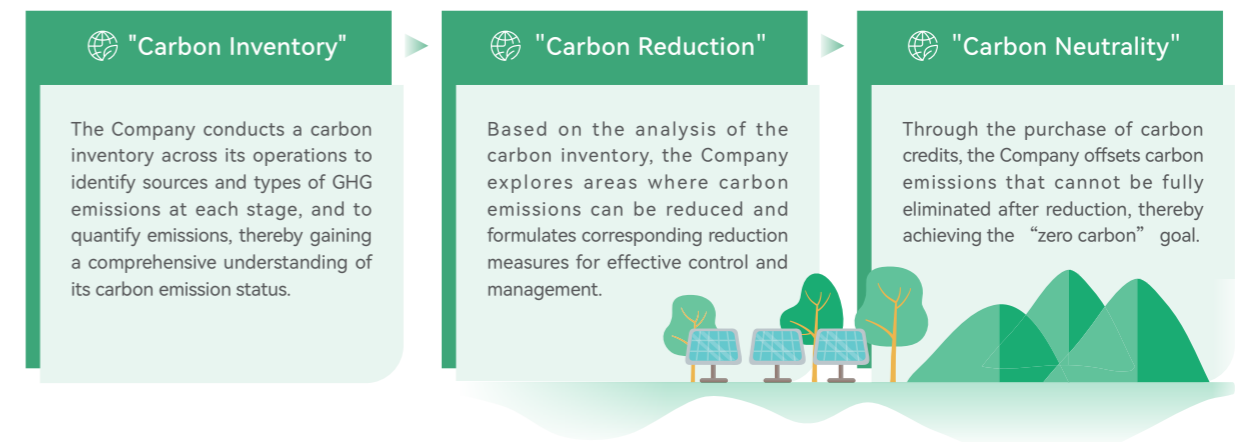 "Carbon Inventory"
The Company conducts a carbon
inventory across its operations to
identify sources and types of GHG
emissions at each stage, and to
quantify emissions, thereby gaining
a comprehensive understanding of
its carbon emission status.
"Carbon Reduction"
Based on the analysis of the
carbon inventory, the Company
explores areas where carbon
emissions can be reduced and
formulates corresponding reduction
measures for effective control and
management.
"Carbon Neutrality"
Through the purchase of carbon
credits, the Company offsets carbon
emissions that cannot be fully
eliminated after reduction, thereby
achieving the “zero carbon” goal.